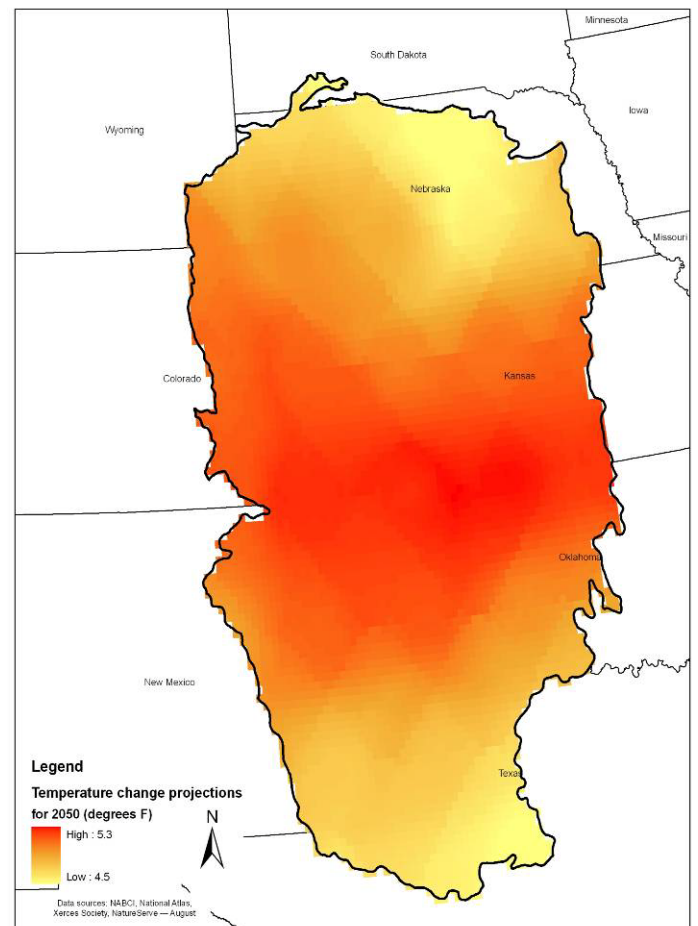 Minnesota
South Dakota
Iowa
Wyoming
Nebraska
Missouri
Colorado
Kansas
Oklahoma
New Mexico
Texas
Legend
Temperature change projections
for 2050 (degrees F)
High : 5.3
Low : 4.5
N
Data sources: NABCI, National Atlas,
Xerces Society, NatureServe — August